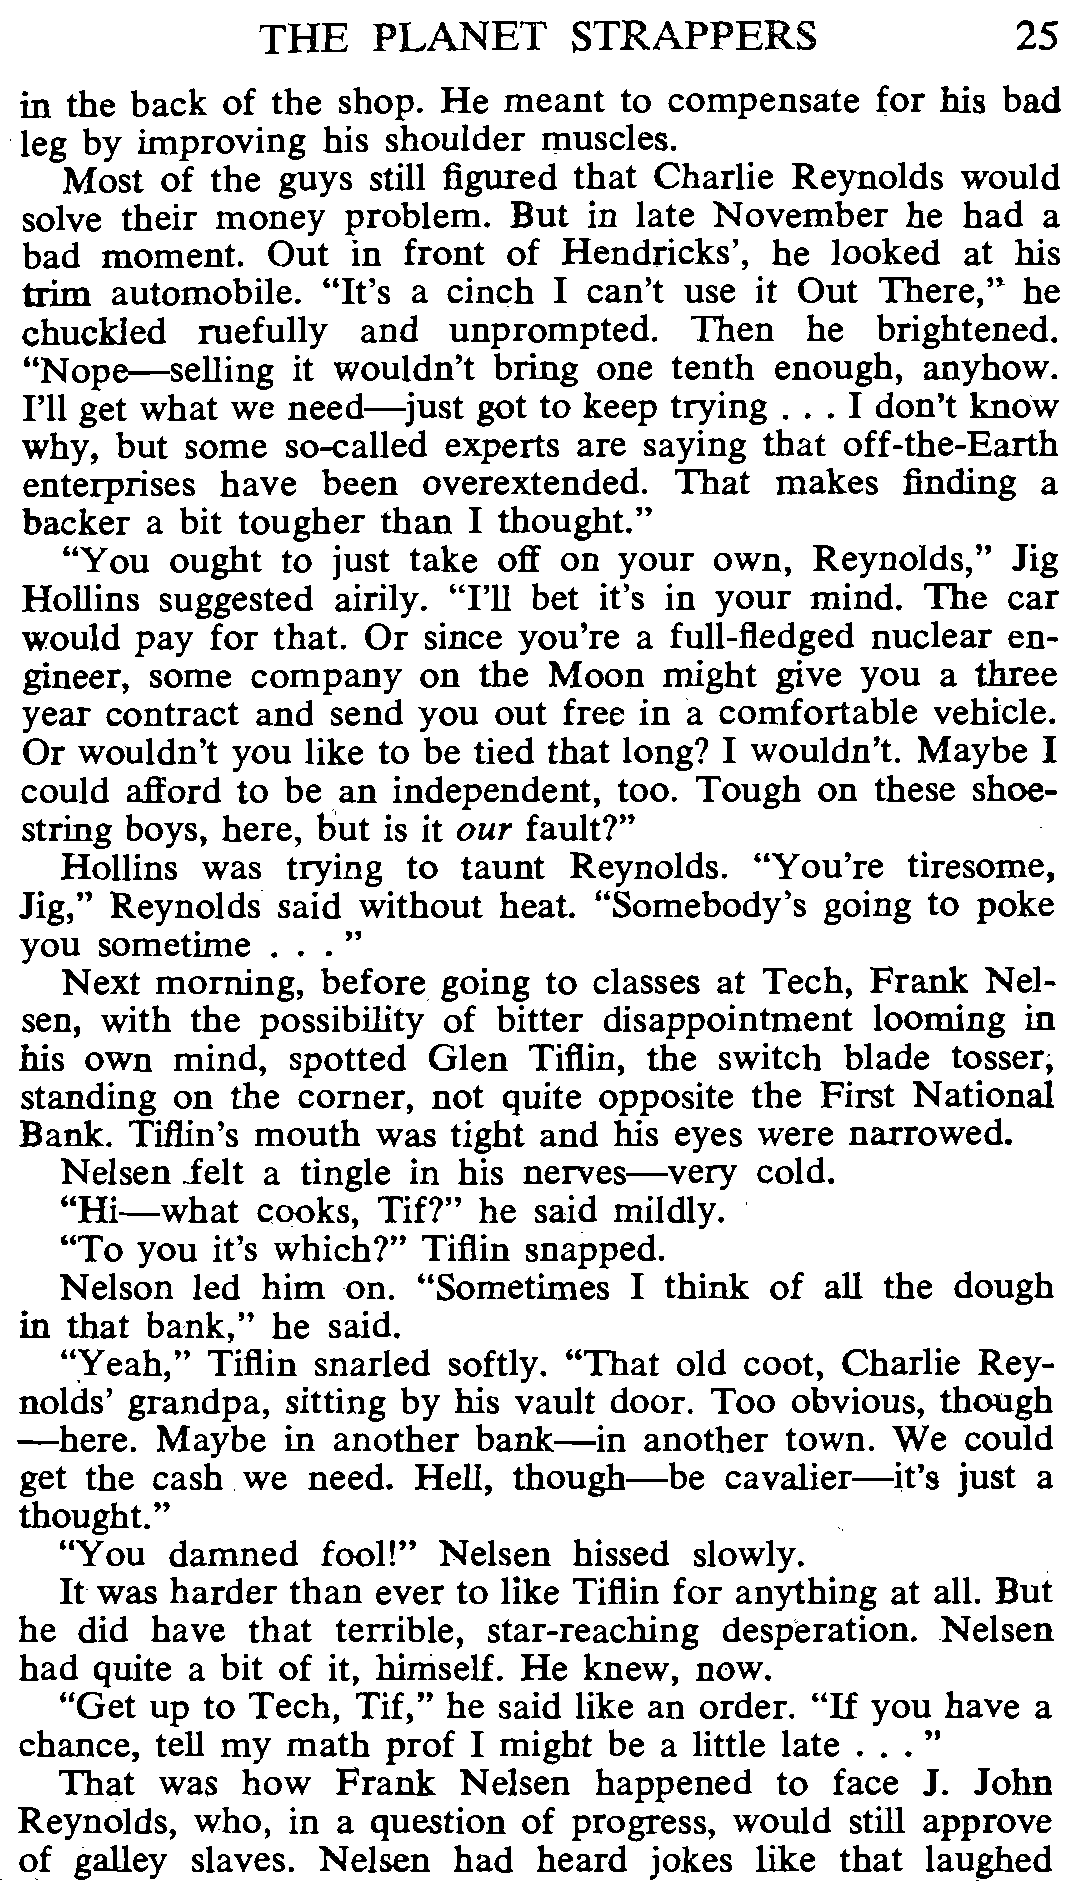 THE PLANET STRAPPERS 25
in the back of the shop. He meant to compensate for his bad
leg by improving his shoulder muscles.
Most of the guys still figured that Charlie Reynolds would
solve their money problem. But in late November he had a
bad moment. Out in front of Hendricks', he looked at his
trim automobile. “It's a cinch I can't use it Out There,” he
chuckled ruefully and unprompted. Then he brightened.
“Nope—selling it wouldn't bring one tenth enough, anyhow.
I'll get what we need—just got to keep trying . . . I don't know
why, but some so-called experts are saying that off-the-Earth
enterprises have been overextended. That makes finding a
backer a bit tougher than I thought.”
“You ought to just take off on your own, Reynolds,” Jig
Hollins suggested airily. “I'll bet it's in your mind. The car
would pay for that. Or since you're a full-fledged nuclear en-
gineer, some company on the Moon might give you a three
year contract and send you out free in a comfortable vehicle.
Or wouldn't you like to be tied that long? I wouldn't. Maybe I
could afford to be an independent, too. Tough on these shoe-
string boys, here, but is it our fault?”
Hollins was trying to taunt Reynolds. “You're tiresome,
Jig,” Reynolds said without heat. “Somebody's going to poke
you sometime . . . ”
Next morning, before going to classes at Tech, Frank Nel-
sen, with the possibility of bitter disappointment looming in
his own mind, spotted Glen Tiflin, the switch blade tosser,
standing on the corner, not quite opposite the First National
Bank. Tiflin's mouth was tight and his eyes were narrowed.
Nelsen felt a tingle in his nerves—very cold.
“Hi—what cooks, Tif?” he said mildly.
“To you it's which?” Tiflin snapped.
Nelson led him on. “Sometimes I think of all the dough
in that bank,” he said.
“Yeah,” Tiflin snarled softly. “That old coot, Charlie Rey-
nolds' grandpa, sitting by his vault door. Too obvious, though
—here. Maybe in another bank—in another town. We could
get the cash we need. Hell, though—be cavalier—it's just a
thought.”
“You damned fool!” Nelsen hissed slowly.
It was harder than ever to like Tiflin for anything at all. But
he did have that terrible, star-reaching desperation. Nelsen
had quite a bit of it, himself. He knew, now.
“Get up to Tech, Tif,” he said like an order. “If you have a
chance, tell my math prof I might be a little late . . . ”
That was how Frank Nelsen happened to face J. John
Reynolds, who, in a question of progress, would still approve
of galley slaves. Nelsen had heard jokes like that laughed